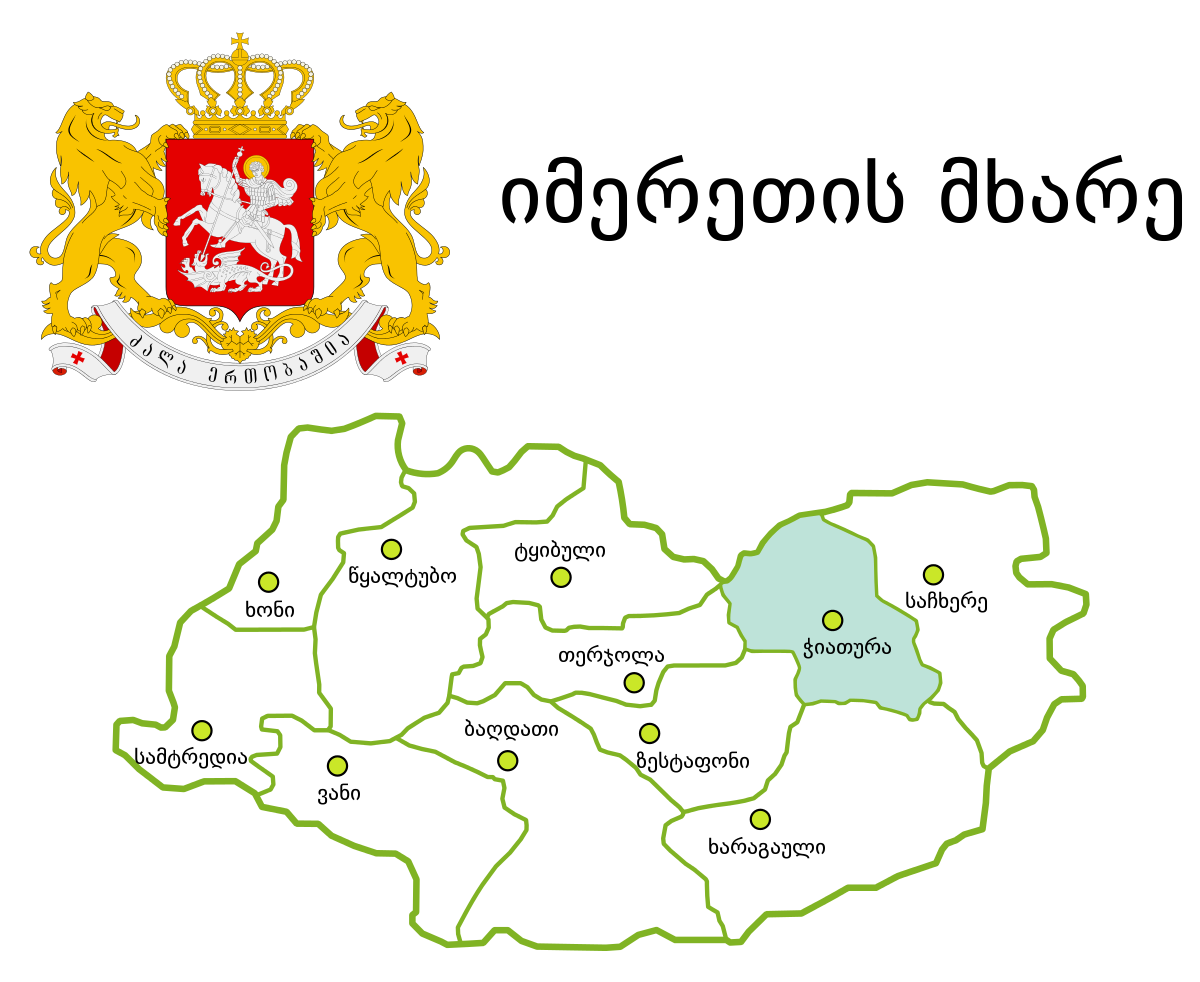 იმერეთის მხარე
ძალა ერთობაშია
ტყიბული
წყალტუბო
ხონი
საჩხერე
ჭიათურა
თერჯოლა
ბაღდათი
ზესტაფონი
სამტრედია
ვანი
ხარაგაული